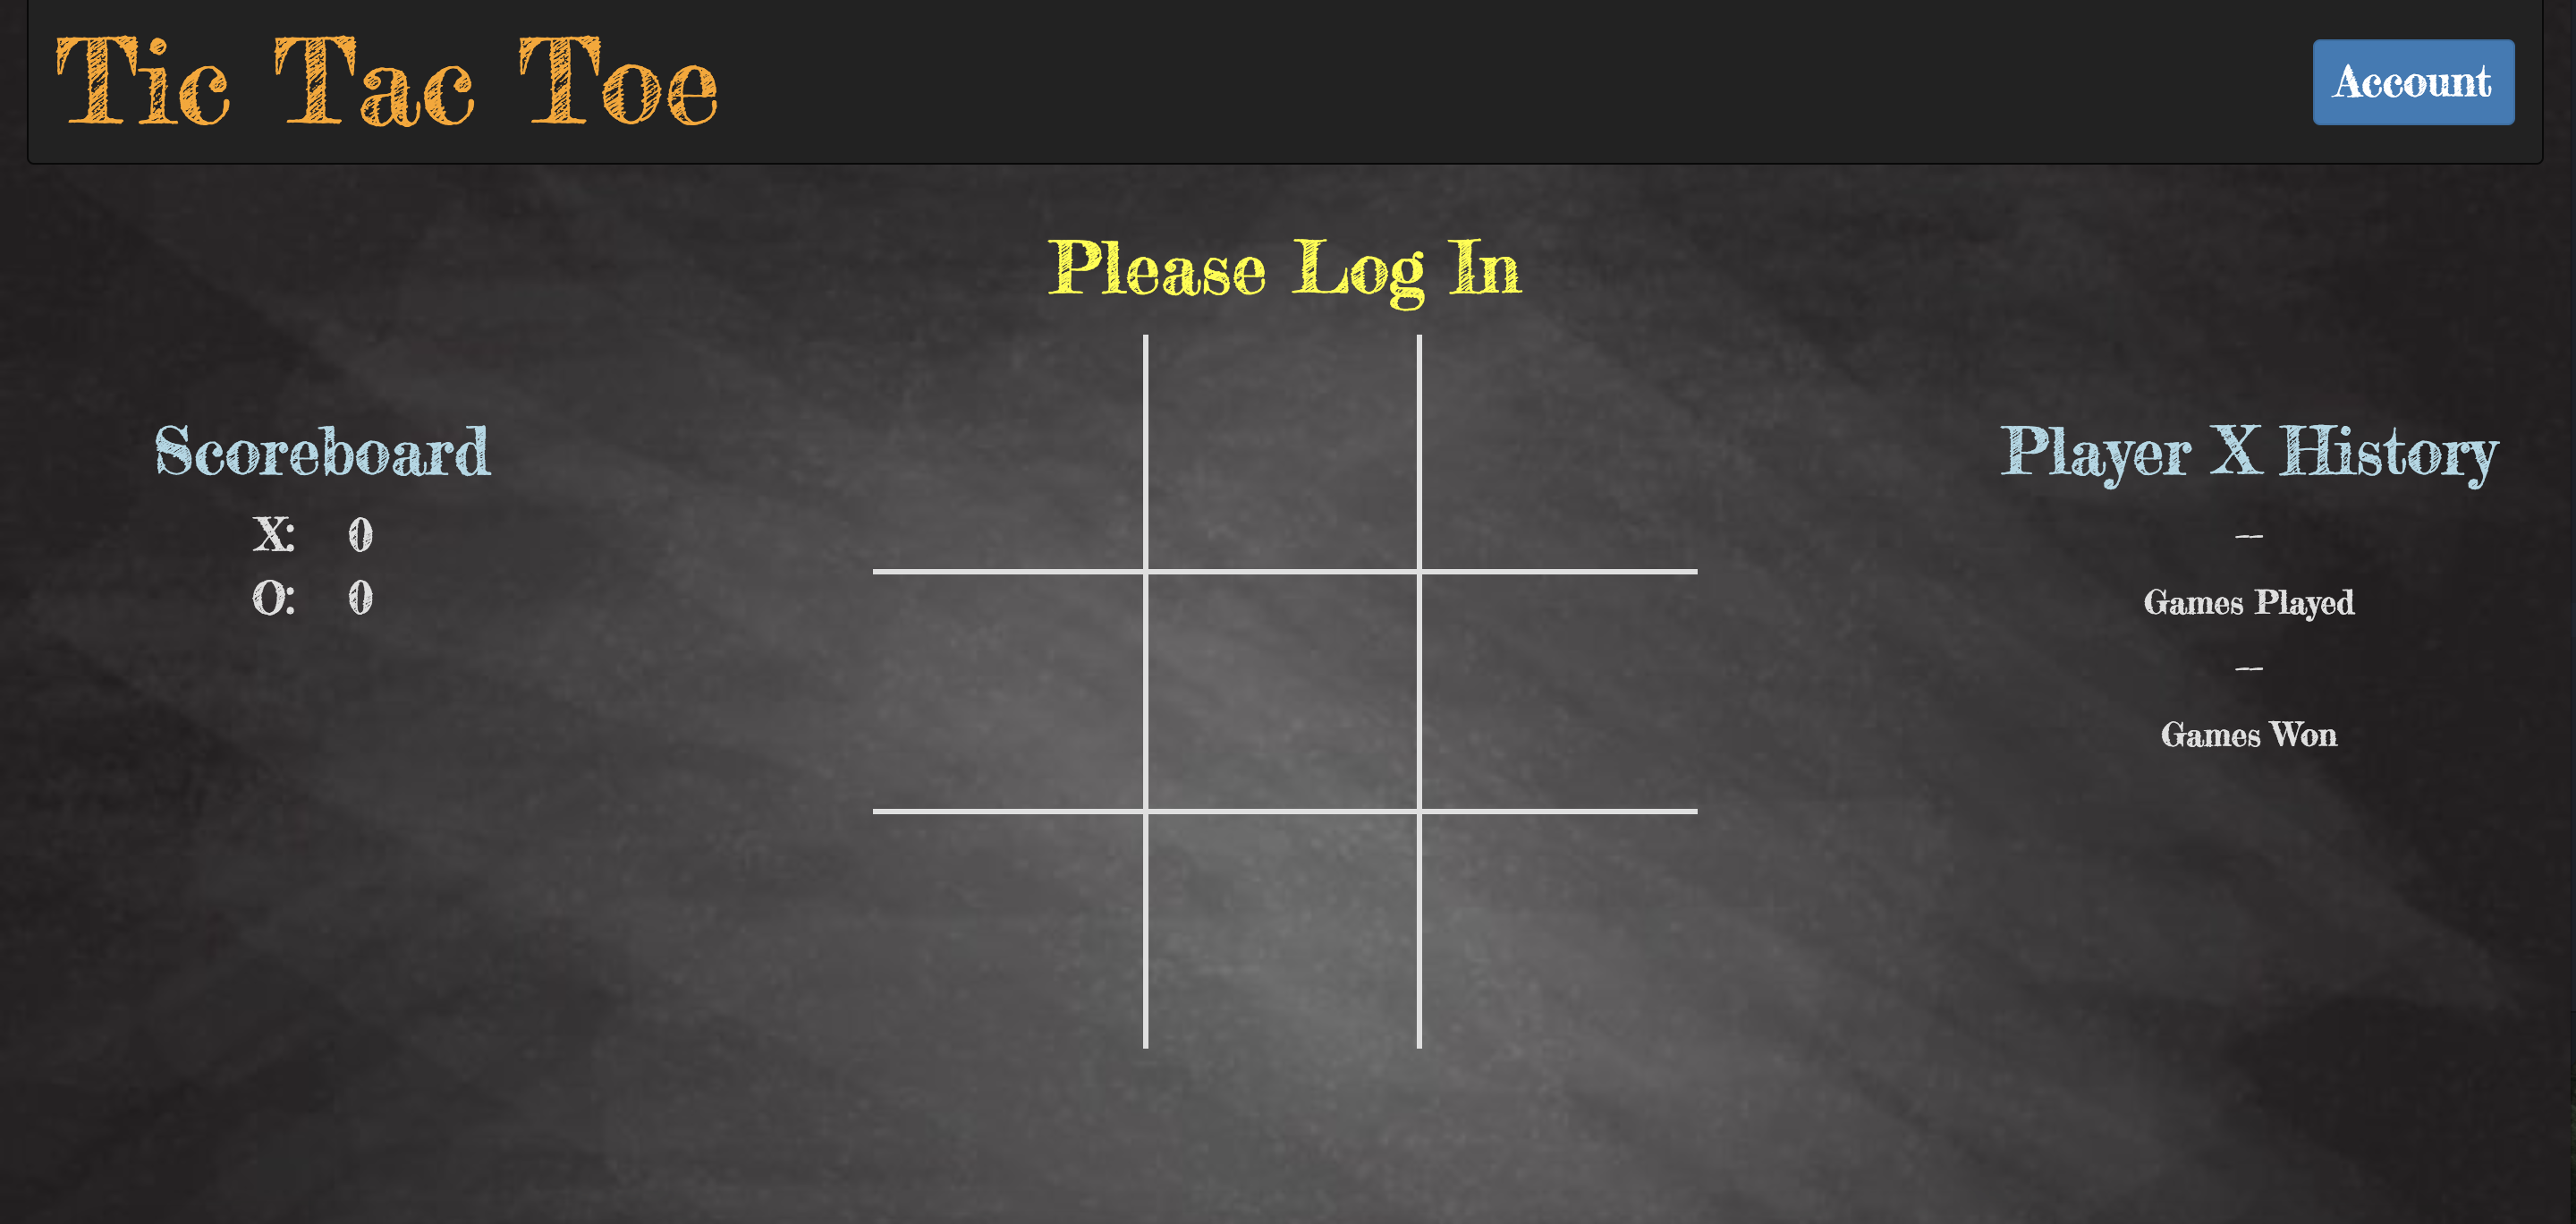 Tic Tac Toe
Account
Please Log In
Scoreboard
X: 0
O: 0
Player X History
—
Games Played
—
Games Won